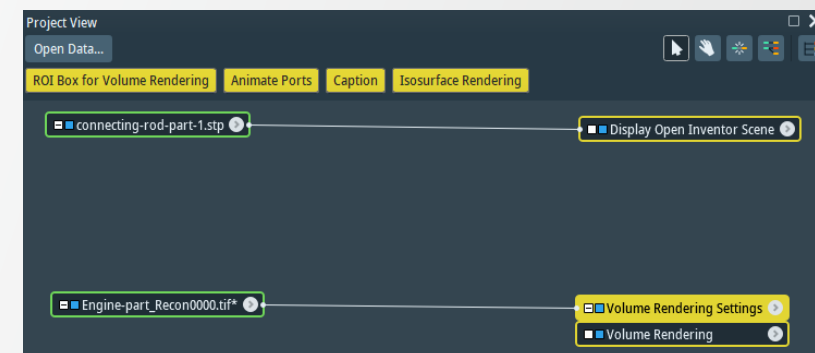 Project View
Open Data...
ROI Box for Volume Rendering Animate Ports Caption Isosurface Rendering
connecting-rod-part-1.stp
Display Open Inventor Scene
Engine-part_Recon0000.tif*
Volume Rendering Settings
Volume Rendering